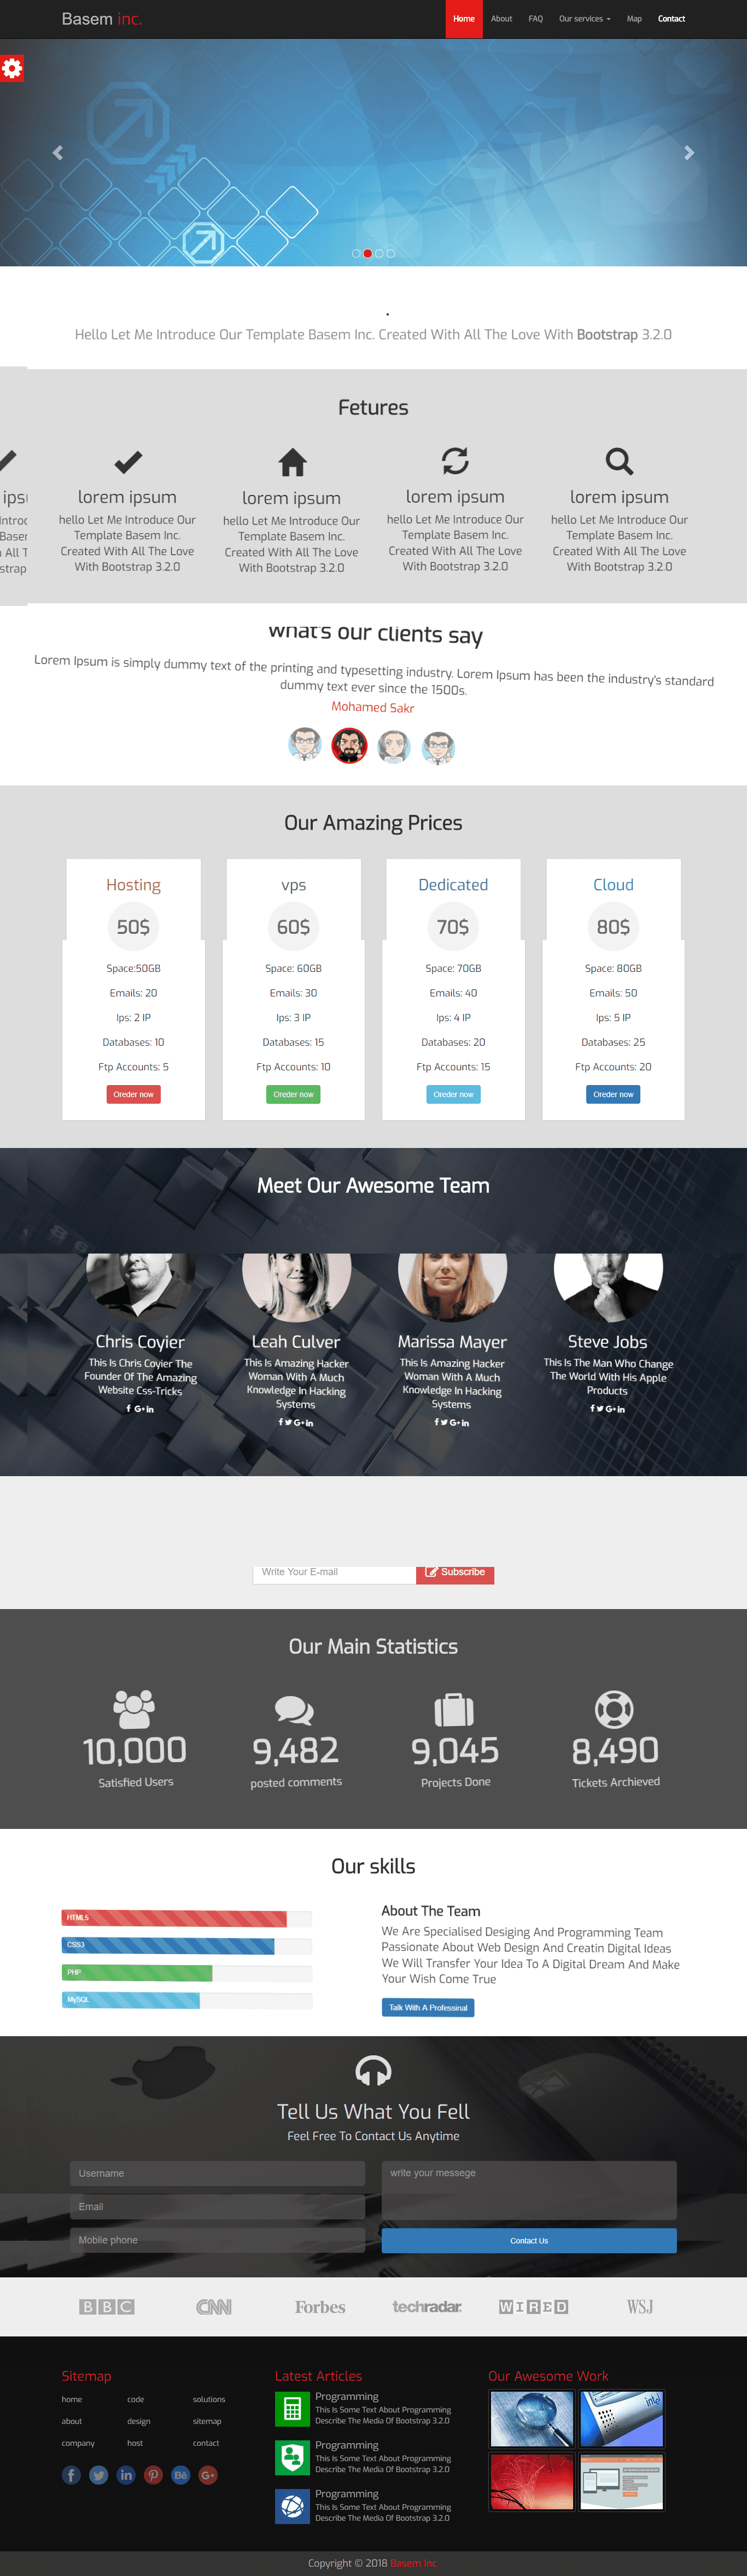 Basem inc.
Home About FAQ Our services Map Contact
Hello Let Me Introduce Our Template Basem Inc. Created With All The Love With Bootstrap 3.2.0
Fetures
lorem ipsum
hello Let Me Introduce Our
Template Basem Inc.
Created With All The Love
With Bootstrap 3.2.0
lorem ipsum
hello Let Me Introduce Our
Template Basem Inc.
Created With All The Love
With Bootstrap 3.2.0
lorem ipsum
hello Let Me Introduce Our
Template Basem Inc.
Created With All The Love
With Bootstrap 3.2.0
lorem ipsum
hello Let Me Introduce Our
Template Basem Inc.
Created With All The Love
With Bootstrap 3.2.0
What's our clients say
Lorem Ipsum is simply dummy text of the printing and typesetting industry. Lorem Ipsum has been the industry's standard
dummy text ever since the 1500s.
Mohamed Sakr
Our Amazing Prices
Hosting
50$
Space:50GB
Emails: 20
Ips: 2 IP
Databases: 10
Ftp Accounts: 5
Oreder now
vps
60$
Space: 60GB
Emails: 30
Ips: 3 IP
Databases: 15
Ftp Accounts: 10
Oreder now
Dedicated
70$
Space: 70GB
Emails: 40
Ips: 4 IP
Databases: 20
Ftp Accounts: 15
Oreder now
Cloud
80$
Space: 80GB
Emails: 50
Ips: 5 IP
Databases: 25
Ftp Accounts: 20
Oreder now
Meet Our Awesome Team
Chris Coyier
This Is Chris Coyier The
Founder Of The Amazing
Website Css-Tricks
Leah Culver
This Is Amazing Hacker
Woman With A Much
Knowledge In Hacking
Systems
Marissa Mayer
This Is Amazing Hacker
Woman With A Much
Knowledge In Hacking
Systems
Steve Jobs
This Is The Man Who Change
The World With His Apple
Products
Write Your E-mail
Subscribe
Our Main Statistics
10,000
Satisfied Users
9,482
posted comments
9,045
Projects Done
8,490
Tickets Archieved
Our skills
HTML5
CSS3
PHP
MySQL
About The Team
We Are Specialised Desiging And Programming Team
Passionate About Web Design And Creatin Digital Ideas
We Will Transfer Your Idea To A Digital Dream And Make
Your Wish Come True
Talk With A Professinal
Tell Us What You Fell
Feel Free To Contact Us Anytime
Username
Email
Mobile phone
write your messege
Contact Us
BBC CNN Forbes techradar. WIRED WSJ
Sitemap
home code solutions
about design sitemap
company host contact
Latest Articles
Programming
This Is Some Text About Programming
Describe The Media Of Bootstrap 3.2.0
Programming
This Is Some Text About Programming
Describe The Media Of Bootstrap 3.2.0
Programming
This Is Some Text About Programming
Describe The Media Of Bootstrap 3.2.0
Our Awesome Work
intel
Copyright © 2018 Basem Inc.